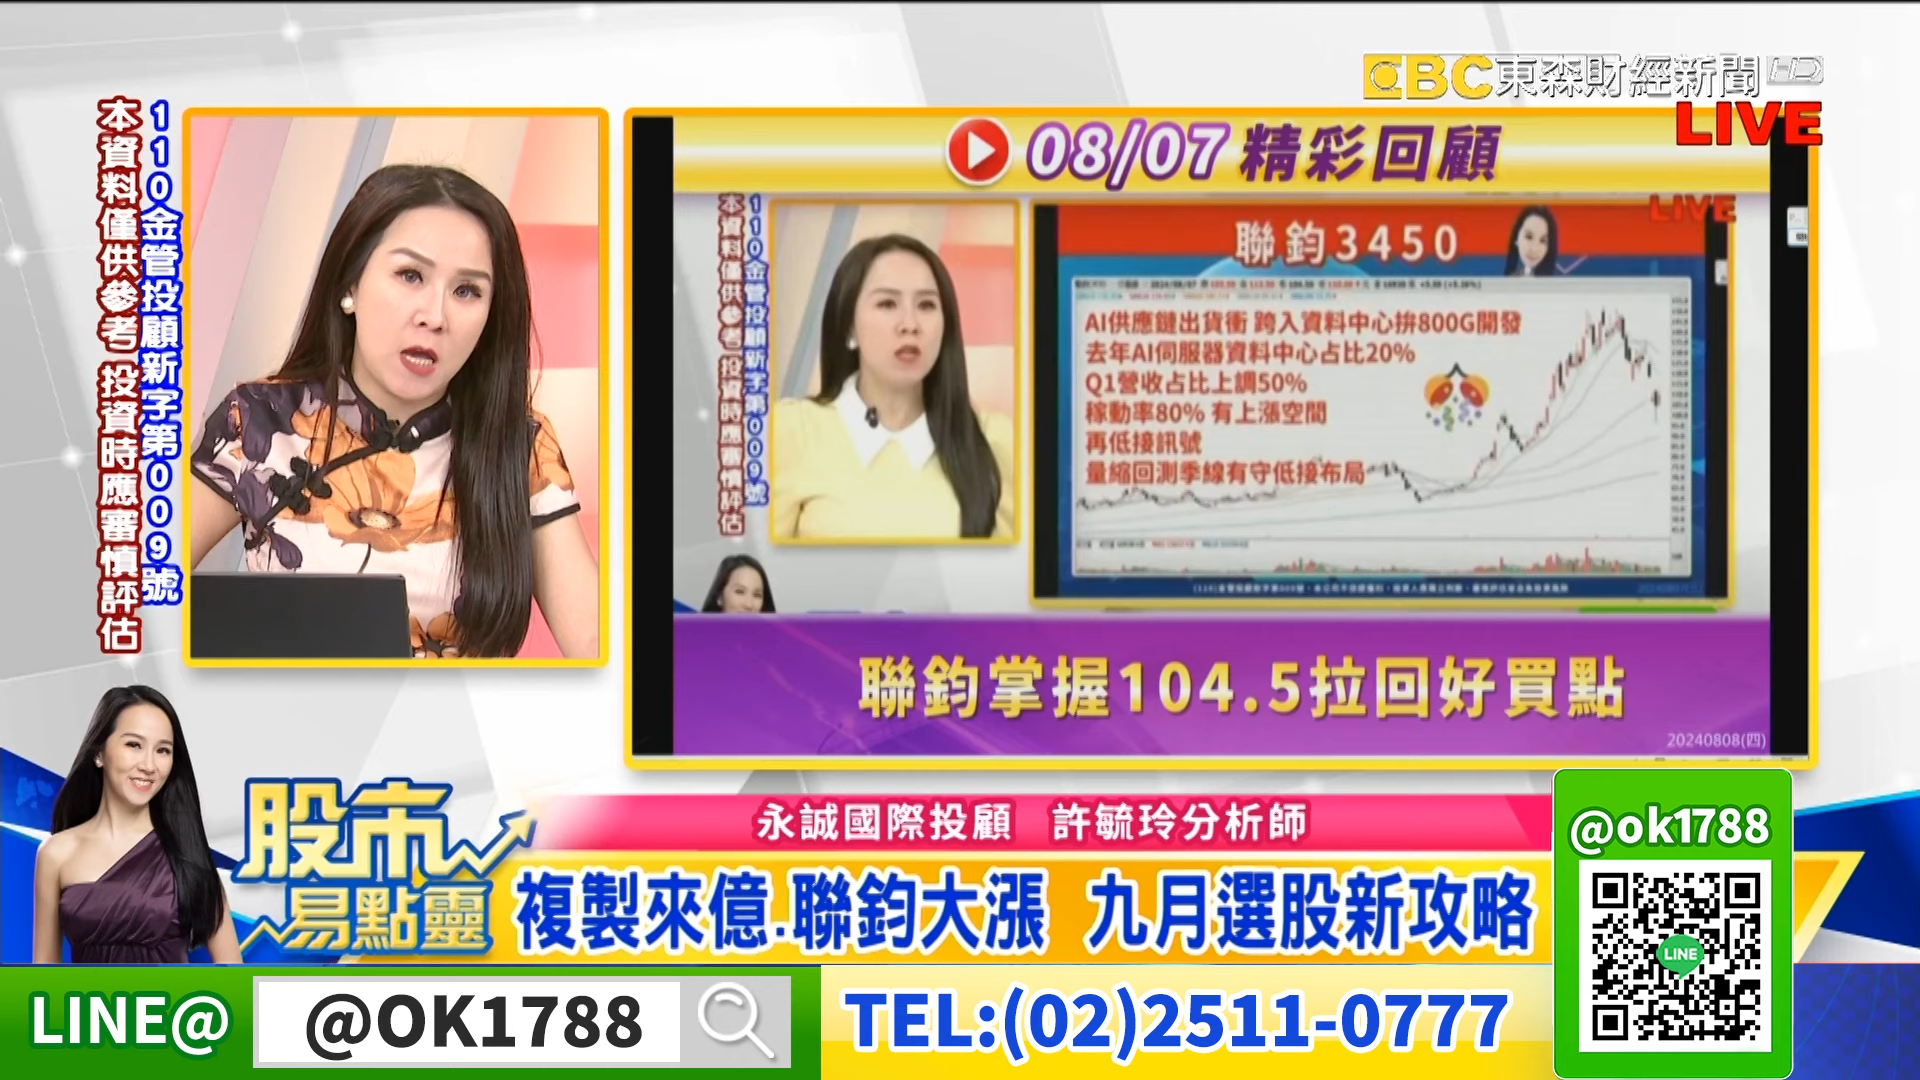 EBC東森財經新聞HD
LIVE
110金管投顧新字第009號
本資料僅供參考 投資時應審慎評估
08/07精彩回顧
LIVE
110金管投顧新字第009號
本資料僅供參考 投資時應審慎評估
聯鈞3450
AI供應鏈出貨衝 跨入資料中心拚800G開發
去年AI伺服器資料中心占比20%
Q1營收占比上調50%
稼動率80% 有上漲空間
再低接訊號
量縮回測季線有守低接布局
聯鈞掌握104.5拉回好買點
20240808(四)
股市易點靈
永誠國際投顧 許毓玲分析師
複製來億.聯鈞大漲 九月選股新攻略
@ok1788
LINE
LINE@ @OK1788
TEL:(02)2511-0777